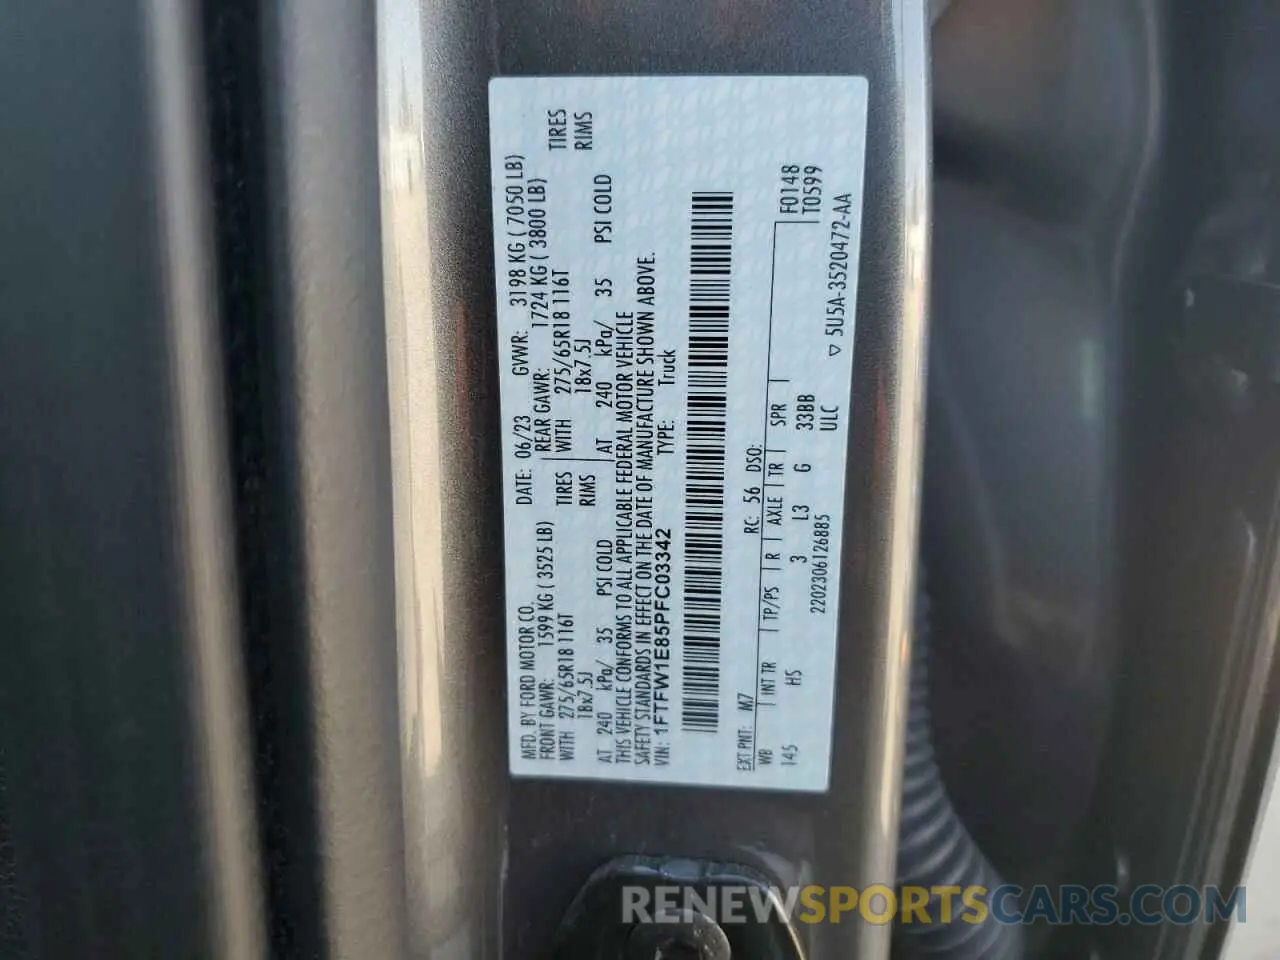 MFD. BY FORD MOTOR CO. DATE: 06/23 GVWR: 3198 KG ( 7050 LB)
FRONT GAWR: 1599 KG ( 3525 LB) REAR GAWR: 1724 KG ( 3800 LB)
WITH 275/65R18 116T TIRES WITH 275/65R18 116T TIRES
18x7.5J RIMS 18x7.5J RIMS
AT 240 kPa/ 35 PSI COLD AT 240 kPa/ 35 PSI COLD
THIS VEHICLE CONFORMS TO ALL APPLICABLE FEDERAL MOTOR VEHICLE
SAFETY STANDARDS IN EFFECT ON THE DATE OF MANUFACTURE SHOWN ABOVE.
VIN: 1FTFW1E85PFC03342 TYPE: Truck
EXT PNT: M7 RC: 56 DSO:
WB INT TR TP/PS R AXLE TR SPR F0148
145 HS 3 L3 G 33BB T0599
2202306126885 ULC
▽ 5U5A-3520472-AA
RENEWSPORTSCARS.COM